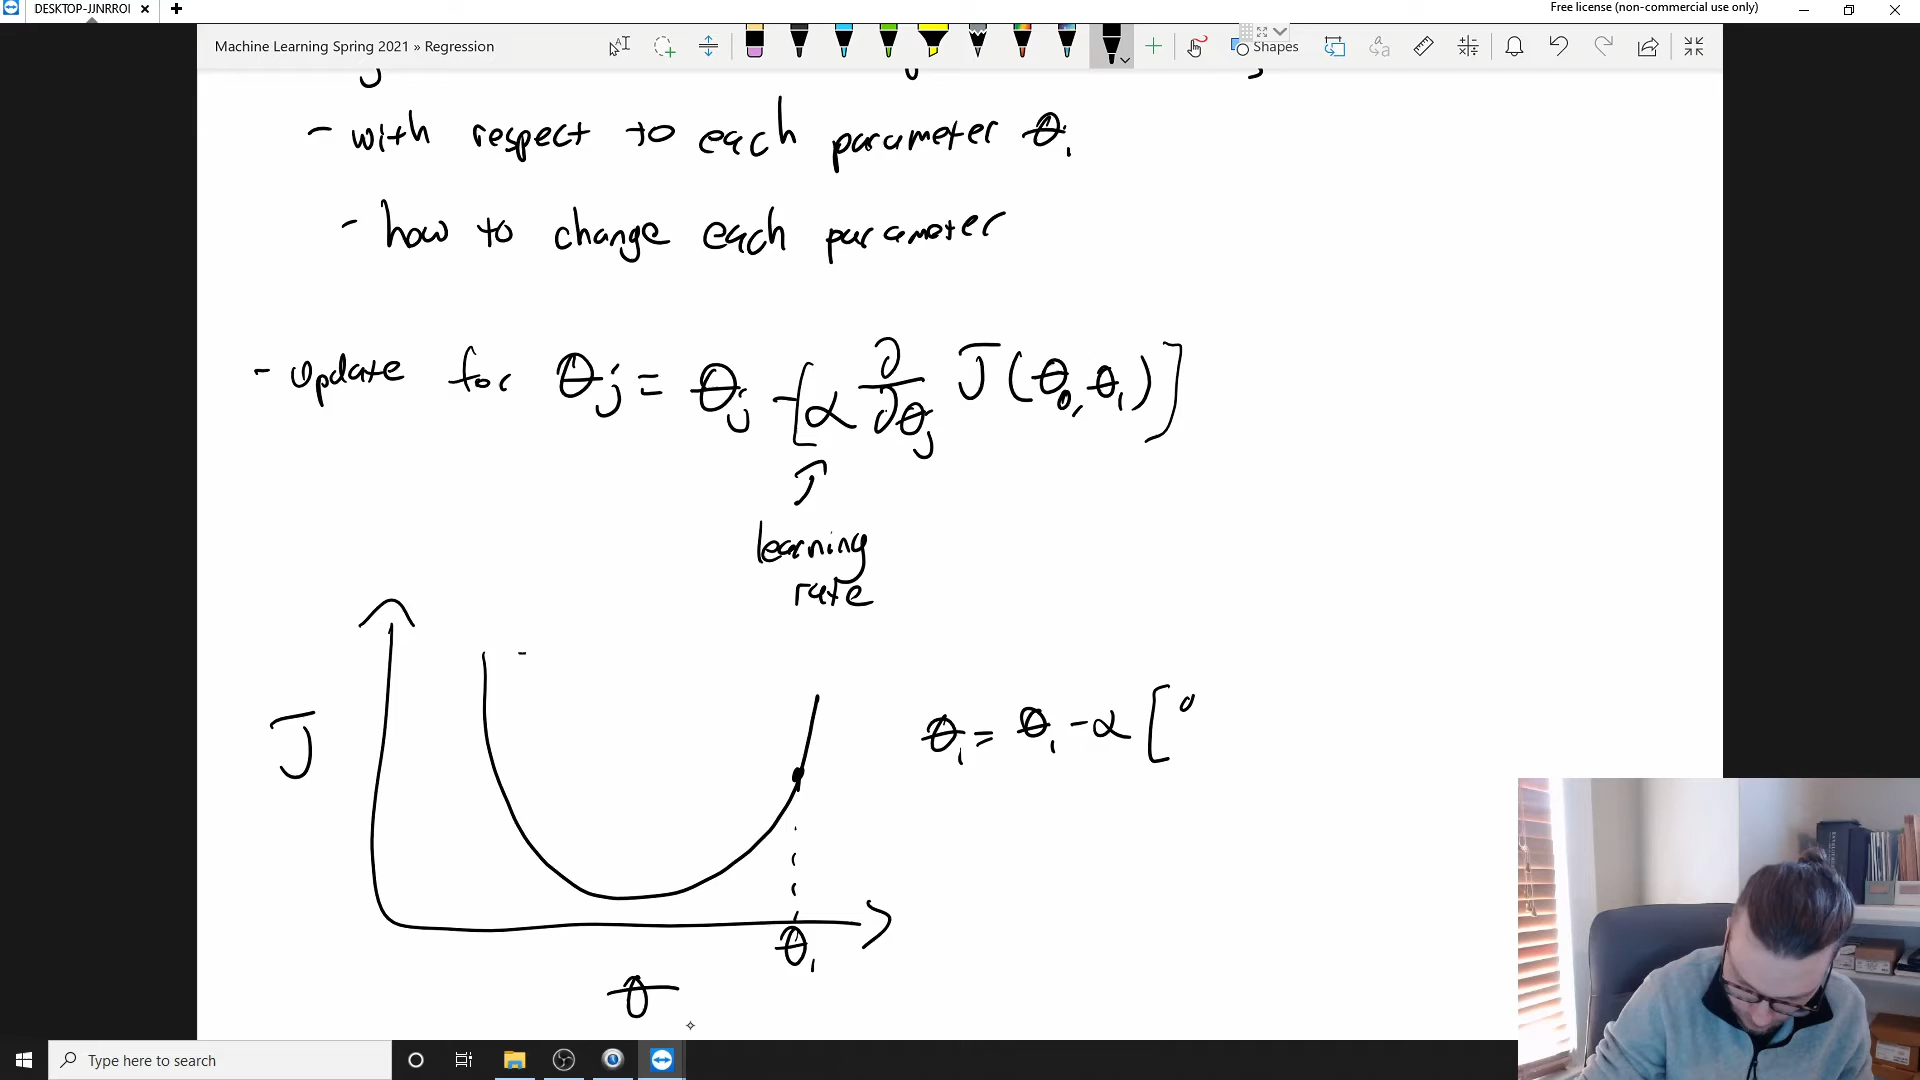 DESKTOP-JJNRROI
Free license (non-commercial use only)
Machine Learning Spring 2021 » Regression
Shapes
- with respect to each parameter θ₁
- how to change each parameter
- update for θj = θj - [α ∂/∂θj J(θ₀, θ₁)]
learning
rate
J
θ₁ = θ₁ - α [
θ₁
θ
Type here to search